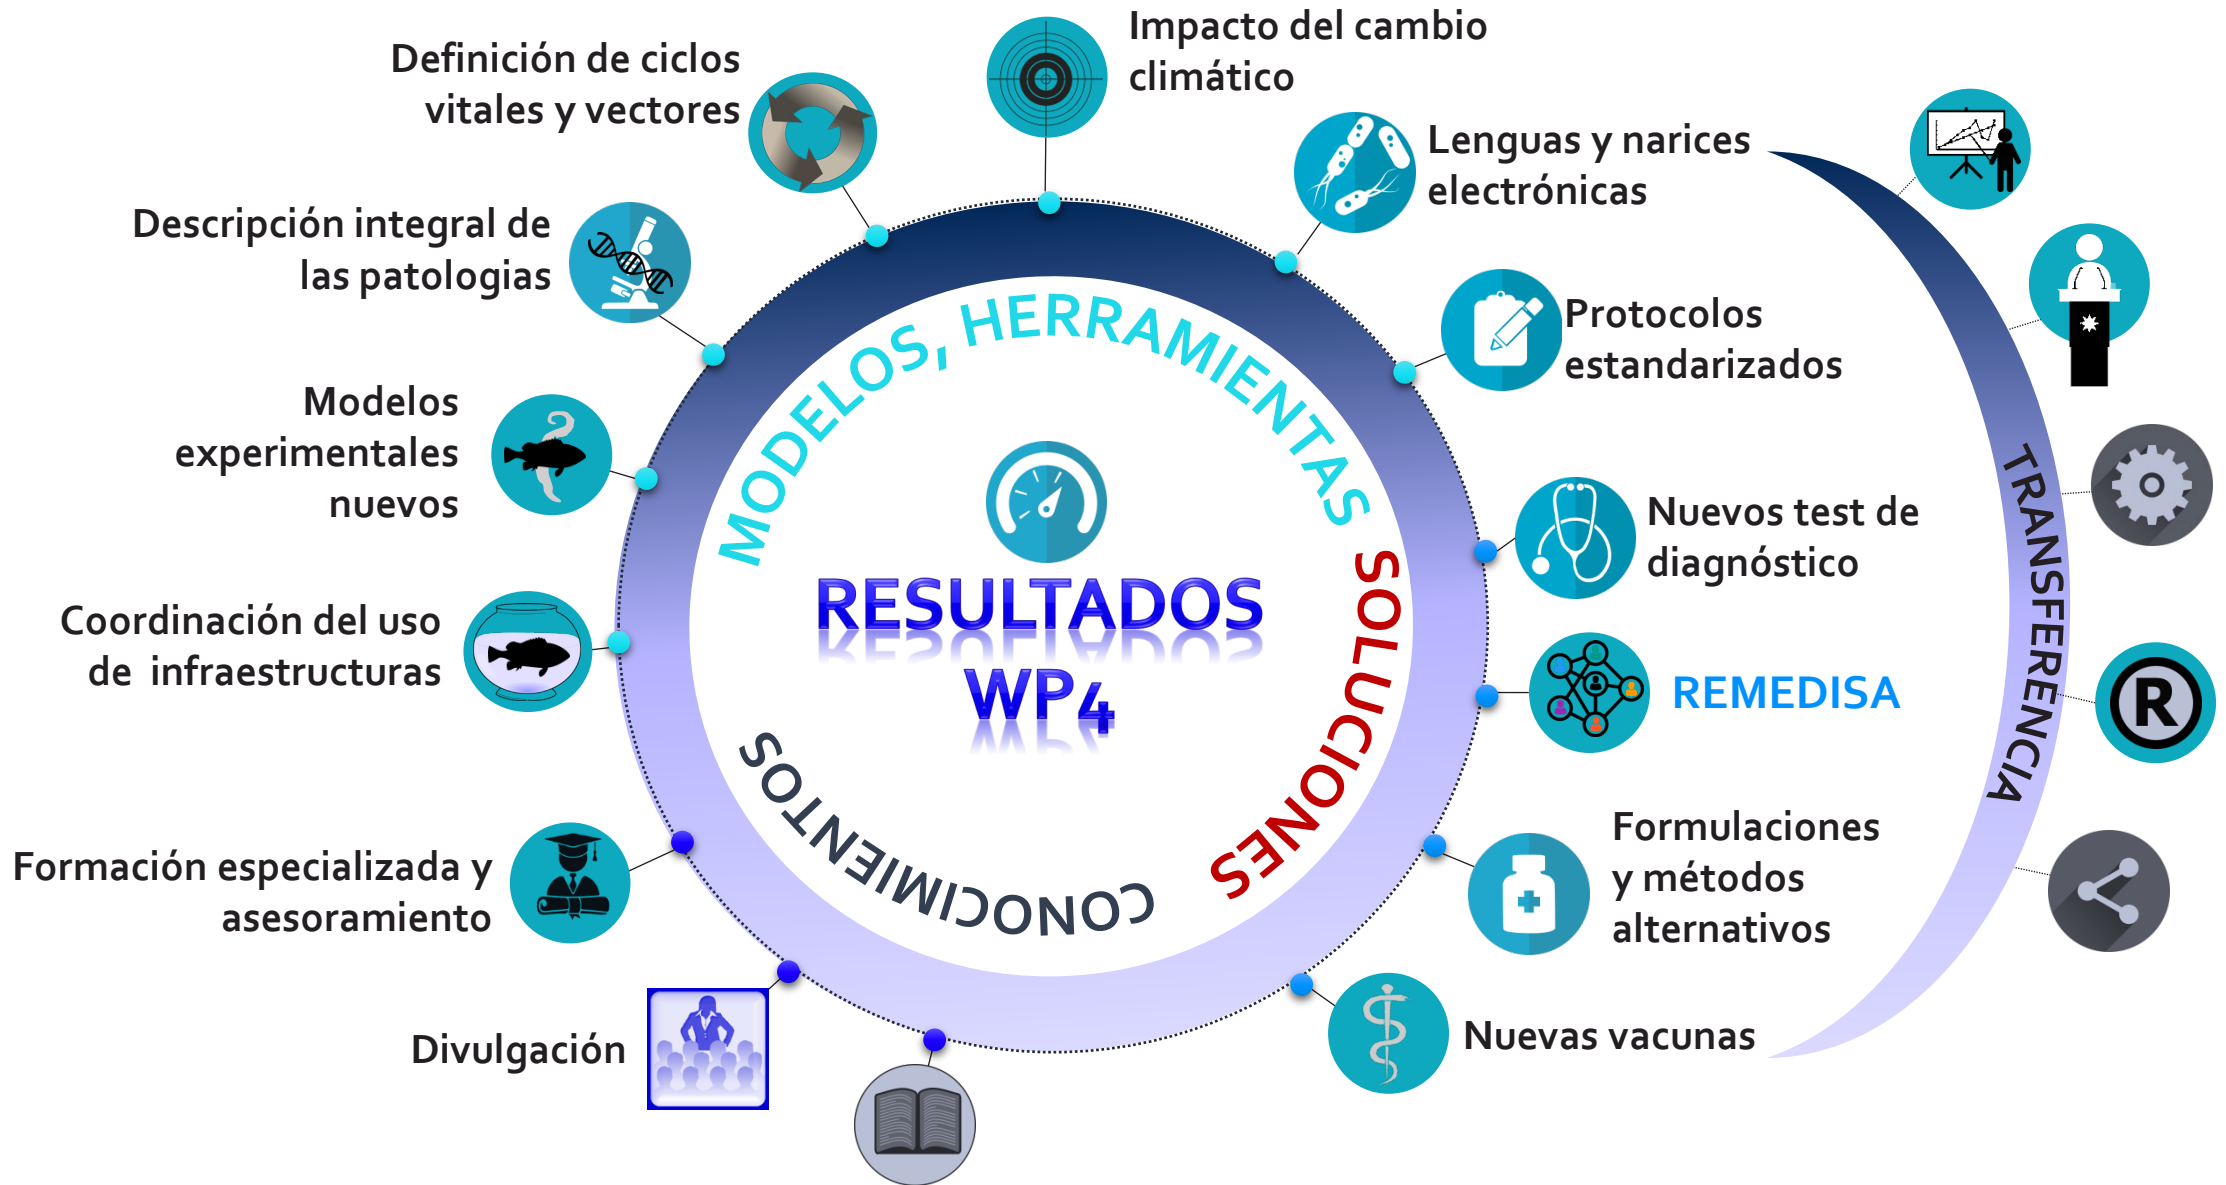 Impacto del cambio
climático
Definición de ciclos
vitales y vectores
Lenguas y narices
electrónicas
Descripción integral de
las patologias
Protocolos
estandarizados
Modelos
experimentales
nuevos
Nuevos test de
diagnóstico
Coordinación del uso
de infraestructuras
REMEDISA
Formación especializada y
asesoramiento
Formulaciones
y métodos
alternativos
Divulgación
Nuevas vacunas
MODELOS, HERRAMIENTAS
SOLUCIONES
CONOCIMIENTOS
RESULTADOS
WP4
TRANSFERENCIA
R